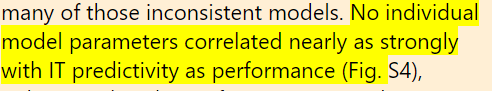 many of those inconsistent models. No individual
model parameters correlated nearly as strongly
with IT predictivity as performance (Fig. S4),